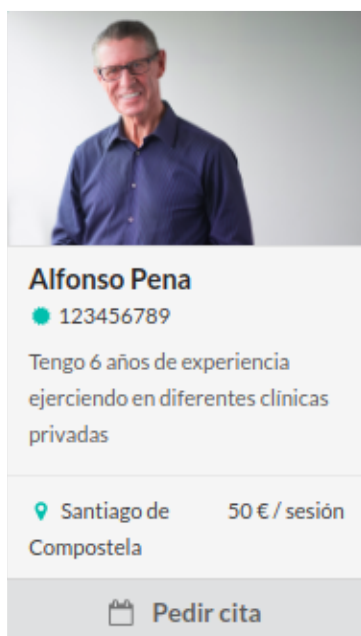 Alfonso Pena
123456789
Tengo 6 años de experiencia
ejerciendo en diferentes clínicas
privadas
Santiago de 50 € / sesión
Compostela
Pedir cita